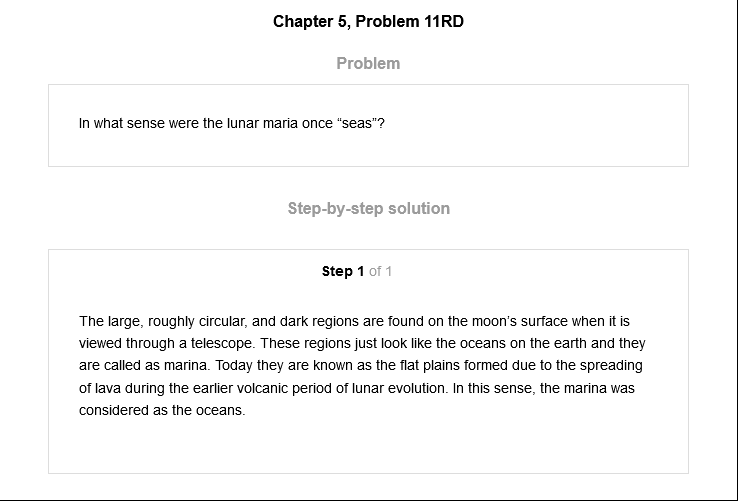 Chapter 5, Problem 11RD
Problem
In what sense were the lunar maria once “seas”?
Step-by-step solution
Step 1 of 1
The large, roughly circular, and dark regions are found on the moon’s surface when it is
viewed through a telescope. These regions just look like the oceans on the earth and they
are called as marina. Today they are known as the flat plains formed due to the spreading
of lava during the earlier volcanic period of lunar evolution. In this sense, the marina was
considered as the oceans.